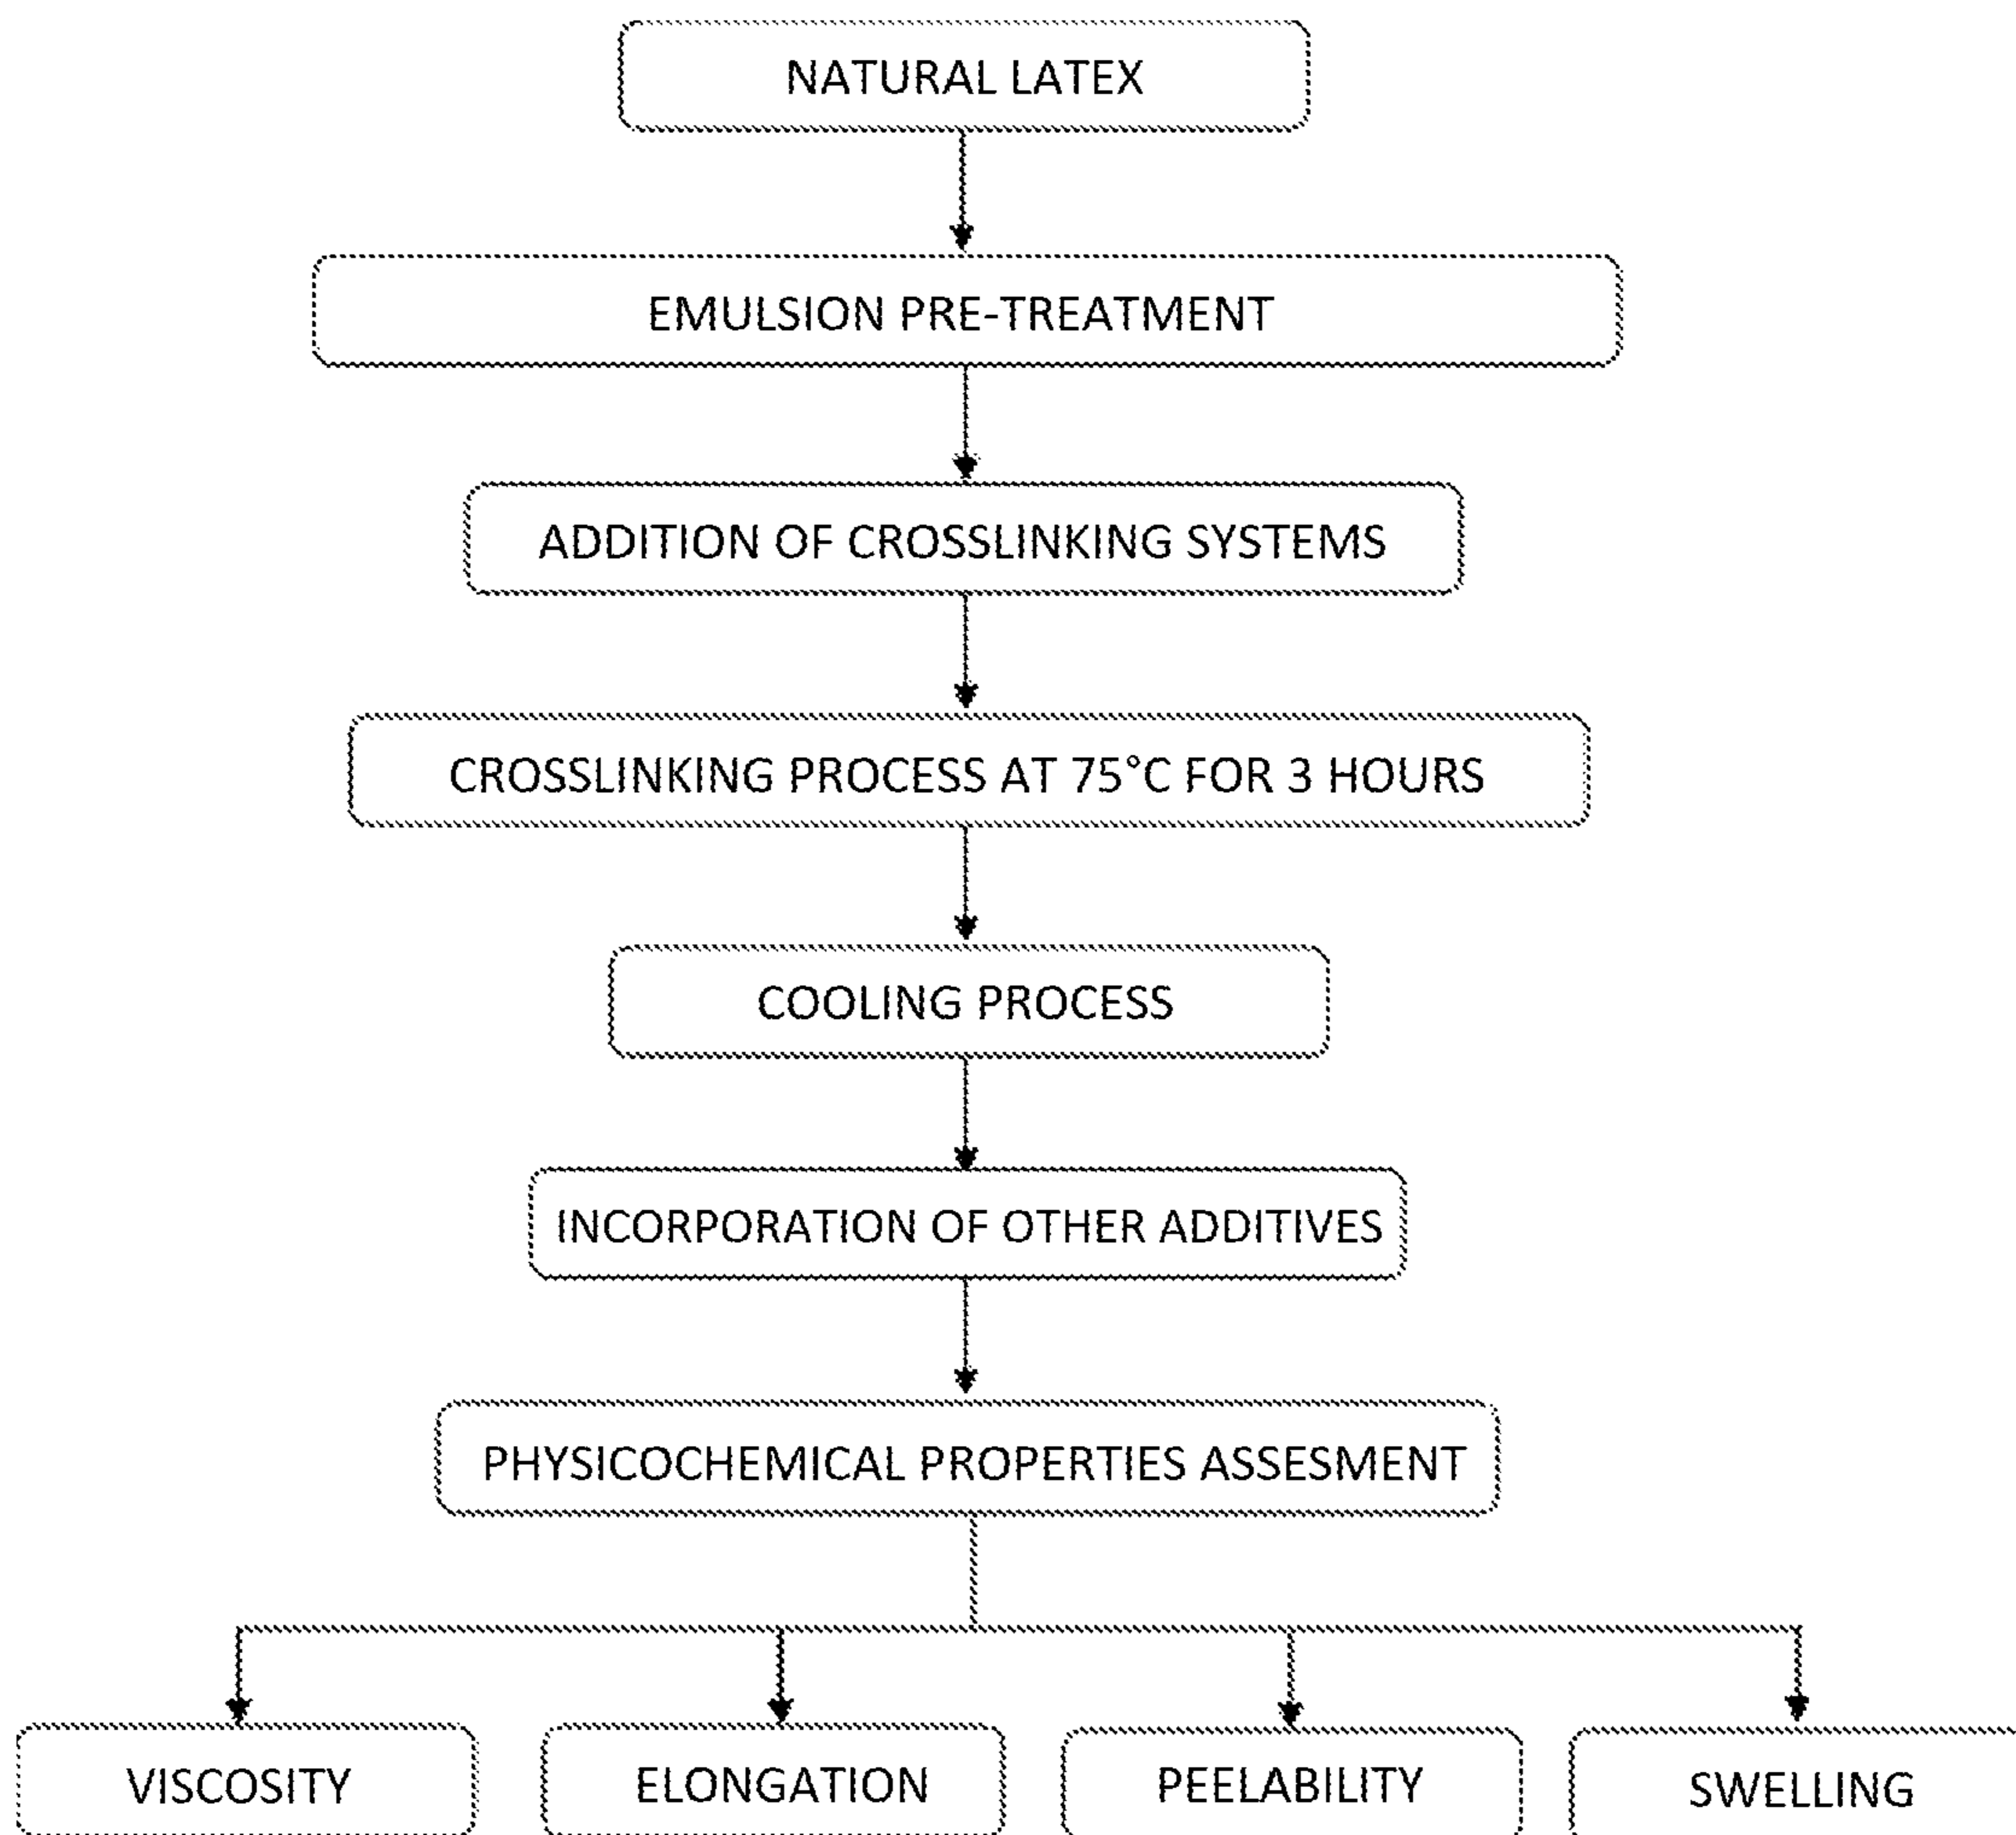 NATURAL LATEX
EMULSION PRE-TREATMENT
ADDITION OF CROSSLINKING SYSTEMS
CROSSLINKING PROCESS AT 75°C FOR 3 HOURS
COOLING PROCESS
INCORPORATION OF OTHER ADDITIVES
PHYSICOCHEMICAL PROPERTIES ASSESMENT
VISCOSITY
ELONGATION
PEELABILITY
SWELLING